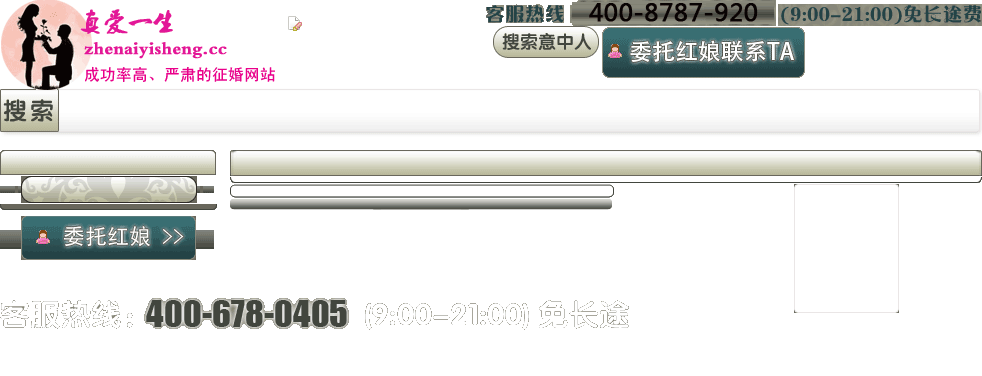 真爱一生
zhenaiyisheng.cc
成功率高、严肃的征婚网站
客服热线 400-8787-920 (9:00-21:00)免长途费
搜索意中人
委托红娘联系TA
搜索
委托红娘 >>
客服热线: 400-678-0405 (9:00-21:00) 免长途